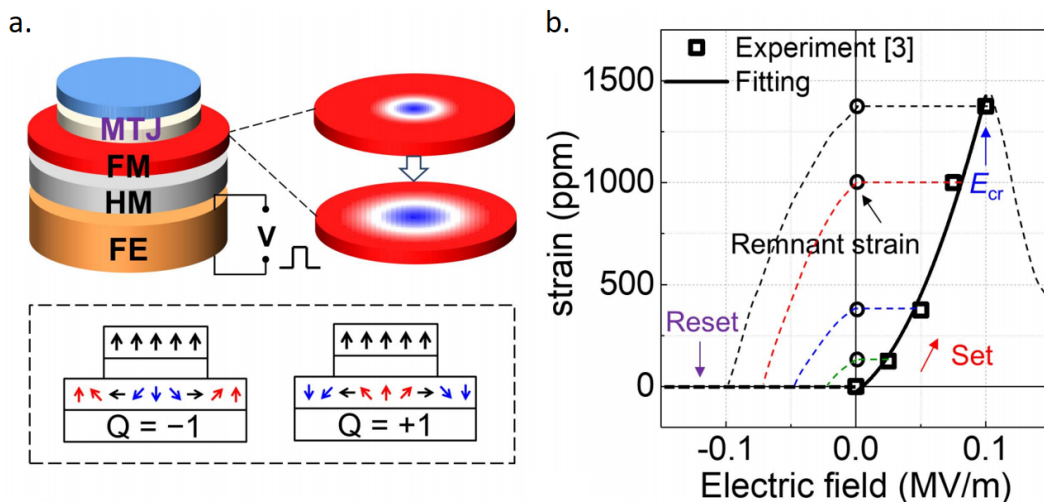 a.
MTJ
FM
HM
FE
V
Q = −1
Q = +1
b.
Experiment [3]
Fitting
1500
1000
500
0
strain (ppm)
E_cr
Remnant strain
Reset
Set
-0.1
0.0
0.1
Electric field (MV/m)